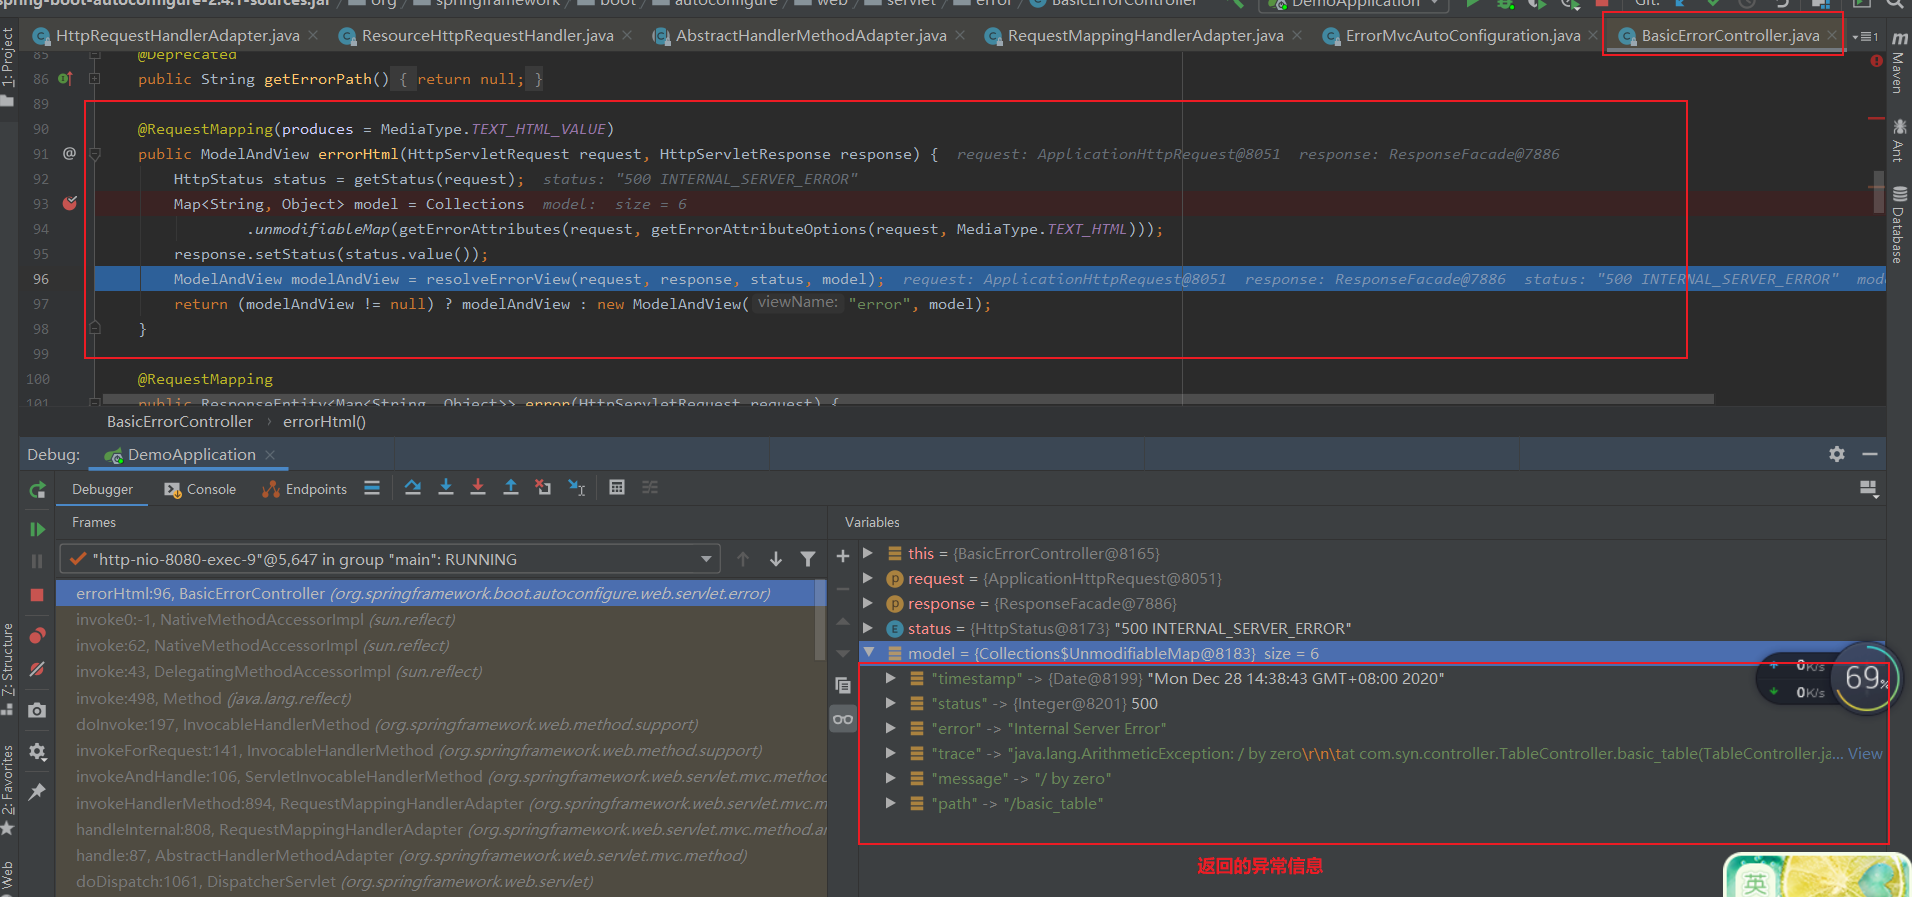 spring-boot-autoconfigure-2.4.1-sources.jar org springframework boot autoconfigure web servlet error BasicErrorController DemoApplication Git:
HttpRequestHandlerAdapter.java ResourceHttpRequestHandler.java AbstractHandlerMethodAdapter.java RequestMappingHandlerAdapter.java ErrorMvcAutoConfiguration.java BasicErrorController.java
1: Project
Maven
Ant
Database
85 @Deprecated
86 public String getErrorPath() { return null; }
89
90 @RequestMapping(produces = MediaType.TEXT_HTML_VALUE)
91 public ModelAndView errorHtml(HttpServletRequest request, HttpServletResponse response) { request: ApplicationHttpRequest@8051 response: ResponseFacade@7886
92 HttpStatus status = getStatus(request); status: "500 INTERNAL_SERVER_ERROR"
93 Map<String, Object> model = Collections model: size = 6
94 .unmodifiableMap(getErrorAttributes(request, getErrorAttributeOptions(request, MediaType.TEXT_HTML)));
95 response.setStatus(status.value());
96 ModelAndView modelAndView = resolveErrorView(request, response, status, model); request: ApplicationHttpRequest@8051 response: ResponseFacade@7886 status: "500 INTERNAL_SERVER_ERROR"
97 return (modelAndView != null) ? modelAndView : new ModelAndView( viewName: "error", model);
98 }
99
100 @RequestMapping
101 public ResponseEntity<Map<String, Object>> error(HttpServletRequest request) {
BasicErrorController › errorHtml()
Debug: DemoApplication
Debugger Console Endpoints
Frames
Variables
"http-nio-8080-exec-9"@5,647 in group "main": RUNNING
errorHtml:96, BasicErrorController (org.springframework.boot.autoconfigure.web.servlet.error)
invoke0:-1, NativeMethodAccessorImpl (sun.reflect)
invoke:62, NativeMethodAccessorImpl (sun.reflect)
invoke:43, DelegatingMethodAccessorImpl (sun.reflect)
invoke:498, Method (java.lang.reflect)
doInvoke:197, InvocableHandlerMethod (org.springframework.web.method.support)
invokeForRequest:141, InvocableHandlerMethod (org.springframework.web.method.support)
invokeAndHandle:106, ServletInvocableHandlerMethod (org.springframework.web.servlet.mvc.method
invokeHandlerMethod:894, RequestMappingHandlerAdapter (org.springframework.web.servlet.mvc.m
handleInternal:808, RequestMappingHandlerAdapter (org.springframework.web.servlet.mvc.method.an
handle:87, AbstractHandlerMethodAdapter (org.springframework.web.servlet.mvc.method)
doDispatch:1061, DispatcherServlet (org.springframework.web.servlet)
this = {BasicErrorController@8165}
request = {ApplicationHttpRequest@8051}
response = {ResponseFacade@7886}
status = {HttpStatus@8173} "500 INTERNAL_SERVER_ERROR"
model = {Collections$UnmodifiableMap@8183} size = 6
"timestamp" -> {Date@8199} "Mon Dec 28 14:38:43 GMT+08:00 2020"
"status" -> {Integer@8201} 500
"error" -> "Internal Server Error"
"trace" -> "java.lang.ArithmeticException: / by zero\r\n\tat com.syn.controller.TableController.basic_table(TableController.ja... View
"message" -> "/ by zero"
"path" -> "/basic_table"
0K/s
0K/s
69%
返回的异常信息
英
7: Structure
2: Favorites
Web